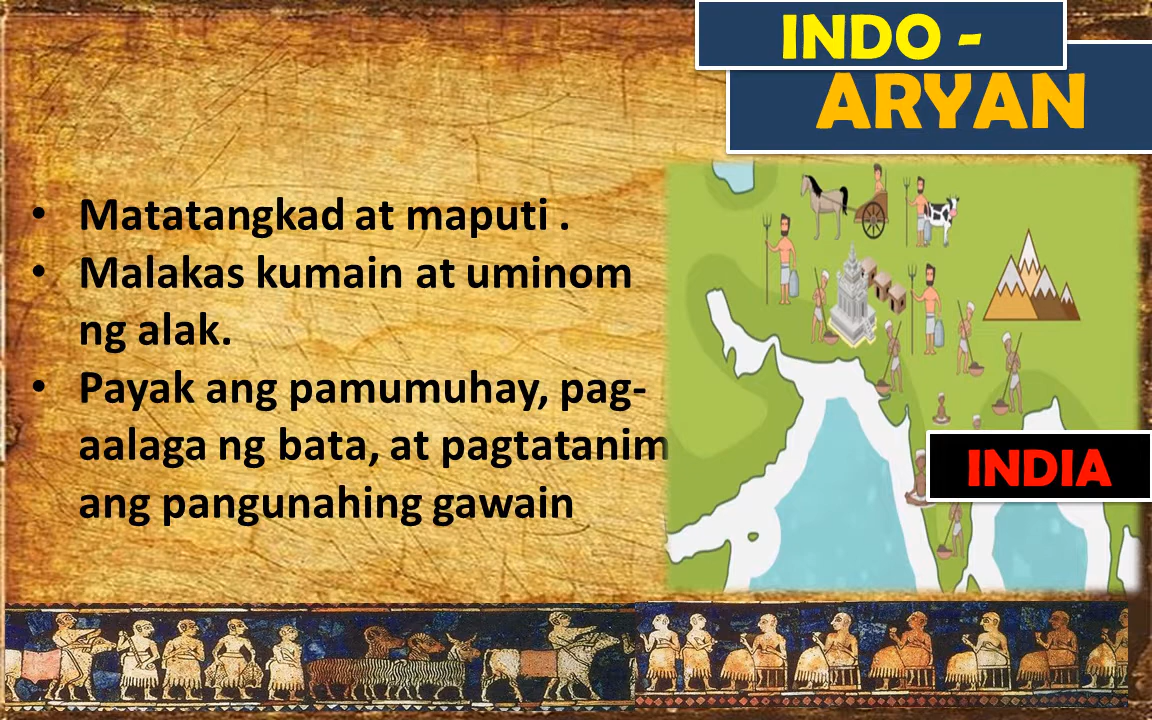 INDO -
ARYAN
• Matatangkad at maputi .
• Malakas kumain at uminom
ng alak.
• Payak ang pamumuhay, pag-
aalaga ng bata, at pagtatanim
ang pangunahing gawain
INDIA